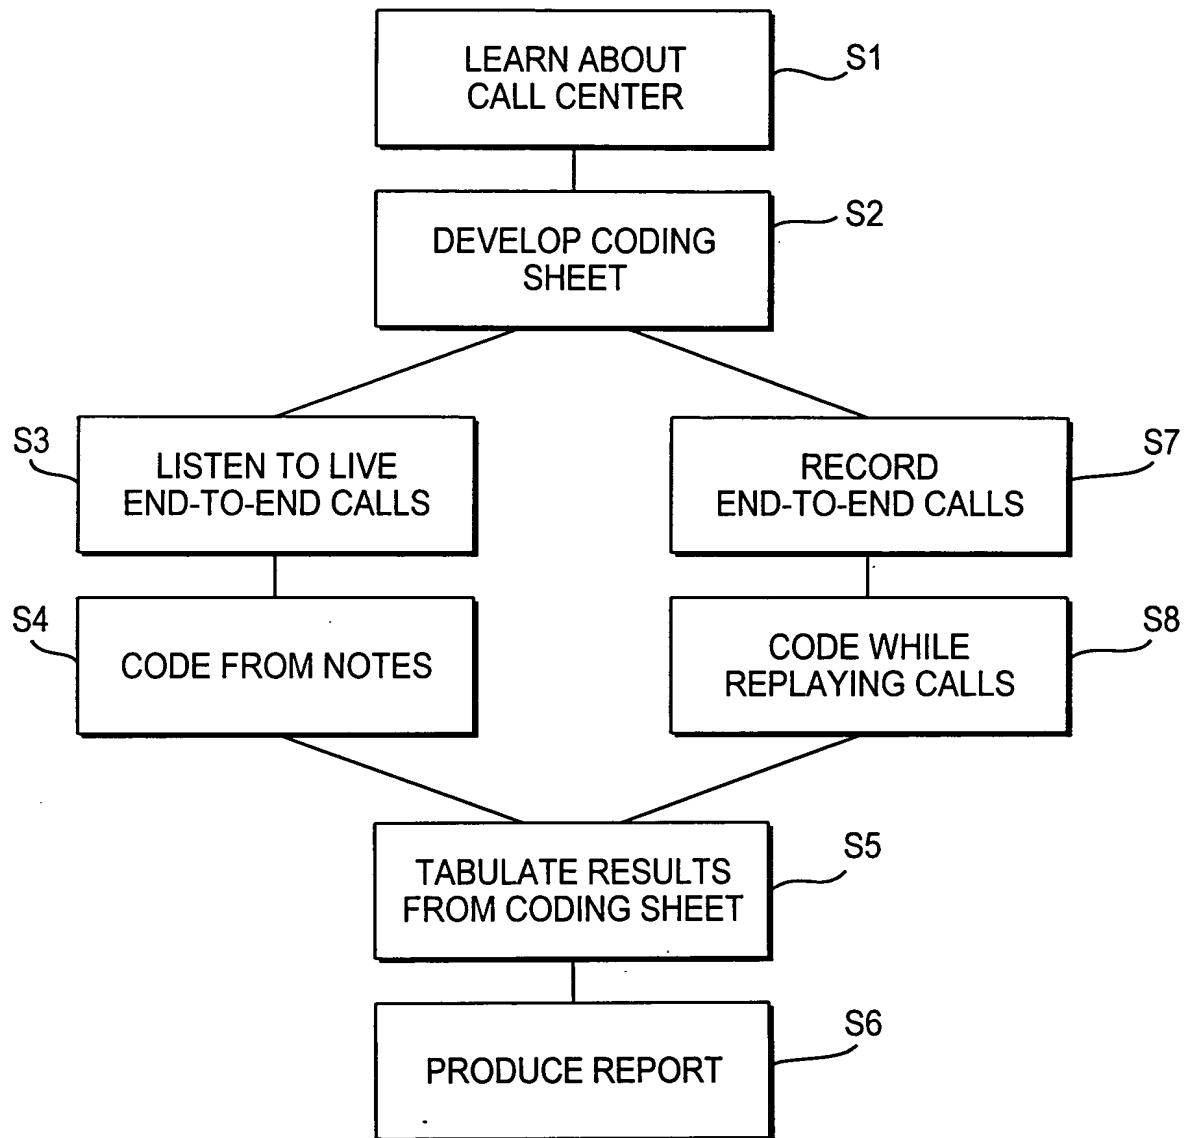 LEARN ABOUT
CALL CENTER
S1
DEVELOP CODING
SHEET
S2
S3
LISTEN TO LIVE
END-TO-END CALLS
RECORD
END-TO-END CALLS
S7
S4
CODE FROM NOTES
CODE WHILE
REPLAYING CALLS
S8
TABULATE RESULTS
FROM CODING SHEET
S5
PRODUCE REPORT
S6